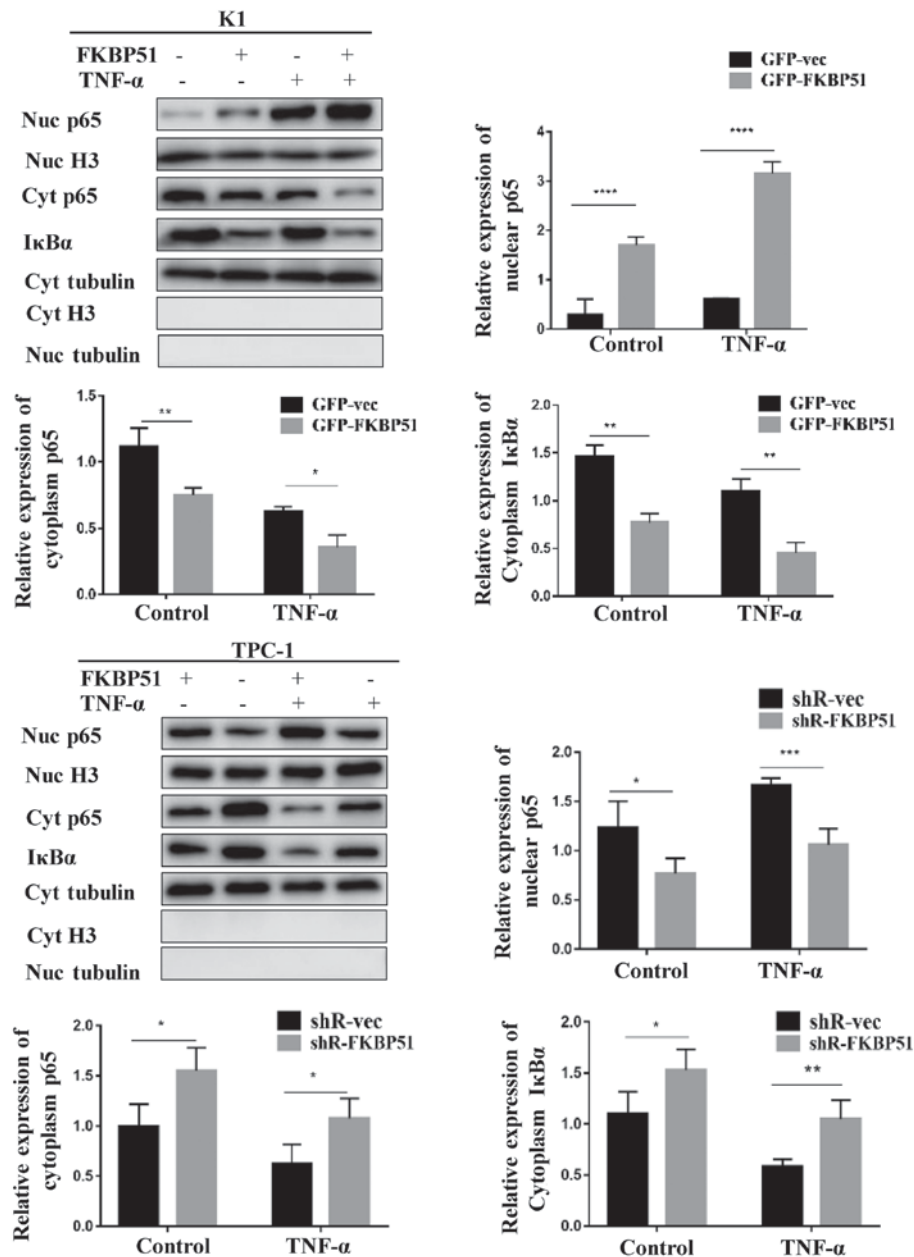 K1
FKBP51 - + - +
TNF-α - - + +
Nuc p65
Nuc H3
Cyt p65
IκBα
Cyt tubulin
Cyt H3
Nuc tubulin
GFP-vec
GFP-FKBP51
Relative expression of
nuclear p65
4
3
2
1
0
****
****
Control TNF-α
GFP-vec
GFP-FKBP51
Relative expression of
cytoplasm p65
1.5
1.0
0.5
0.0
**
*
Control TNF-α
GFP-vec
GFP-FKBP51
Relative expression of
Cytoplasm IκBα
2.0
1.5
1.0
0.5
0.0
**
**
Control TNF-α
TPC-1
FKBP51 + - + -
TNF-α - - + +
Nuc p65
Nuc H3
Cyt p65
IκBα
Cyt tubulin
Cyt H3
Nuc tubulin
shR-vec
shR-FKBP51
Relative expression of
nuclear p65
2.0
1.5
1.0
0.5
0.0
*
***
Control TNF-α
shR-vec
shR-FKBP51
Relative expression of
cytoplasm p65
2.0
1.5
1.0
0.5
0.0
*
*
Control TNF-α
shR-vec
shR-FKBP51
Relative expression of
Cytoplasm IκBα
2.0
1.5
1.0
0.5
0.0
*
**
Control TNF-α